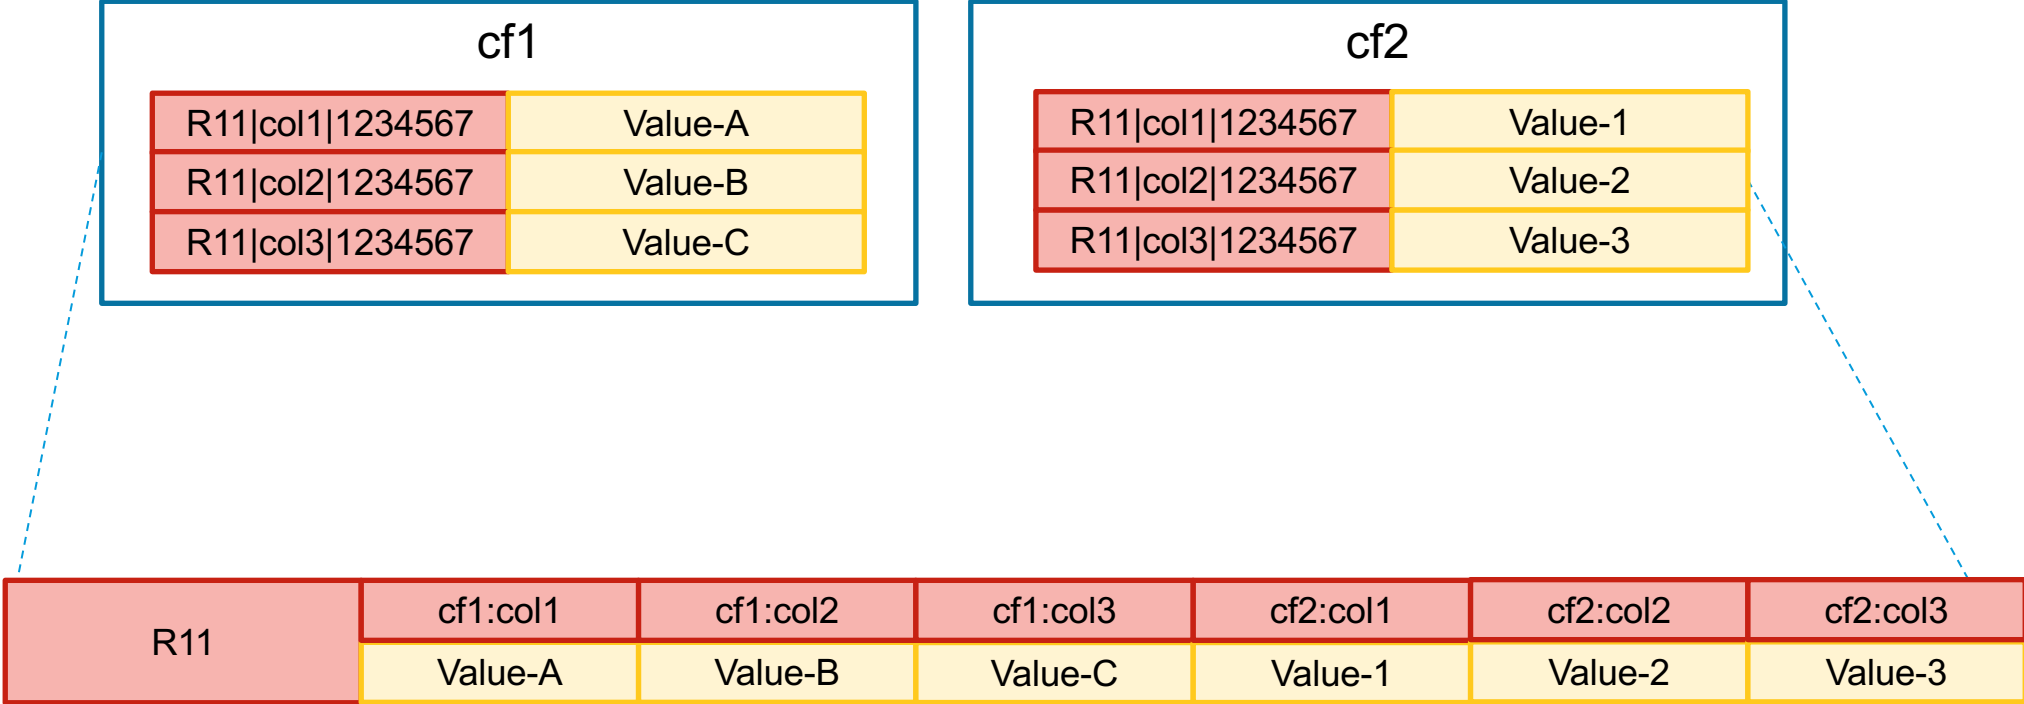 cf1
R11|col1|1234567 Value-A
R11|col2|1234567 Value-B
R11|col3|1234567 Value-C
cf2
R11|col1|1234567 Value-1
R11|col2|1234567 Value-2
R11|col3|1234567 Value-3
R11
cf1:col1 cf1:col2 cf1:col3 cf2:col1 cf2:col2 cf2:col3
Value-A Value-B Value-C Value-1 Value-2 Value-3